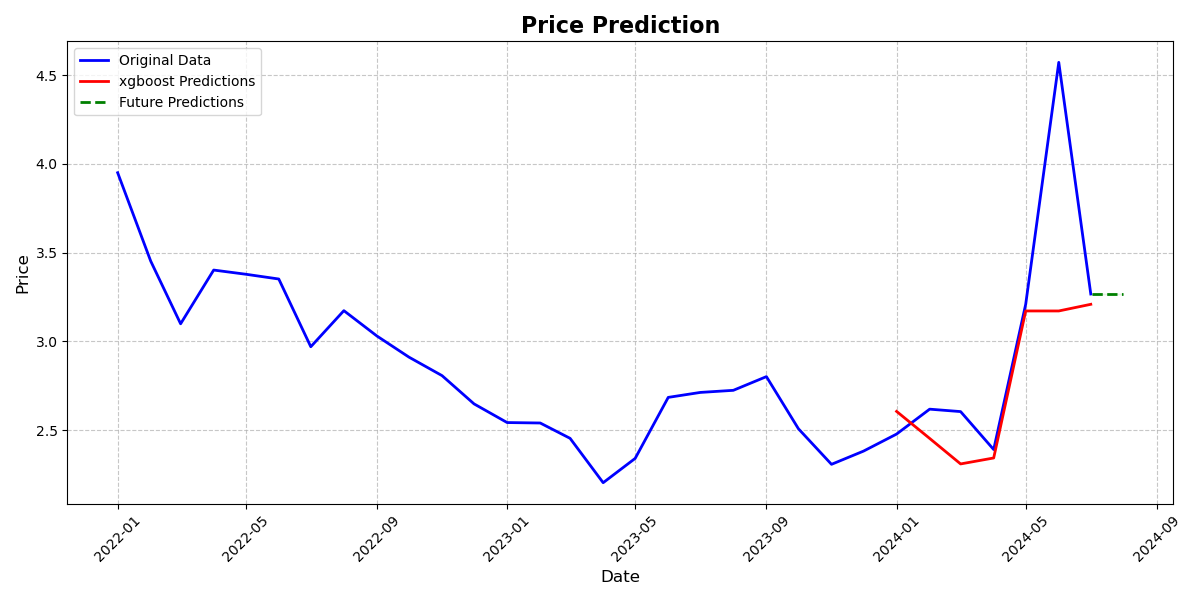 Price Prediction
Original Data
xgboost Predictions
Future Predictions
4.5
4.0
3.5
3.0
2.5
Price
2022-01
2022-05
2022-09
2023-01
2023-05
2023-09
2024-01
2024-05
2024-09
Date